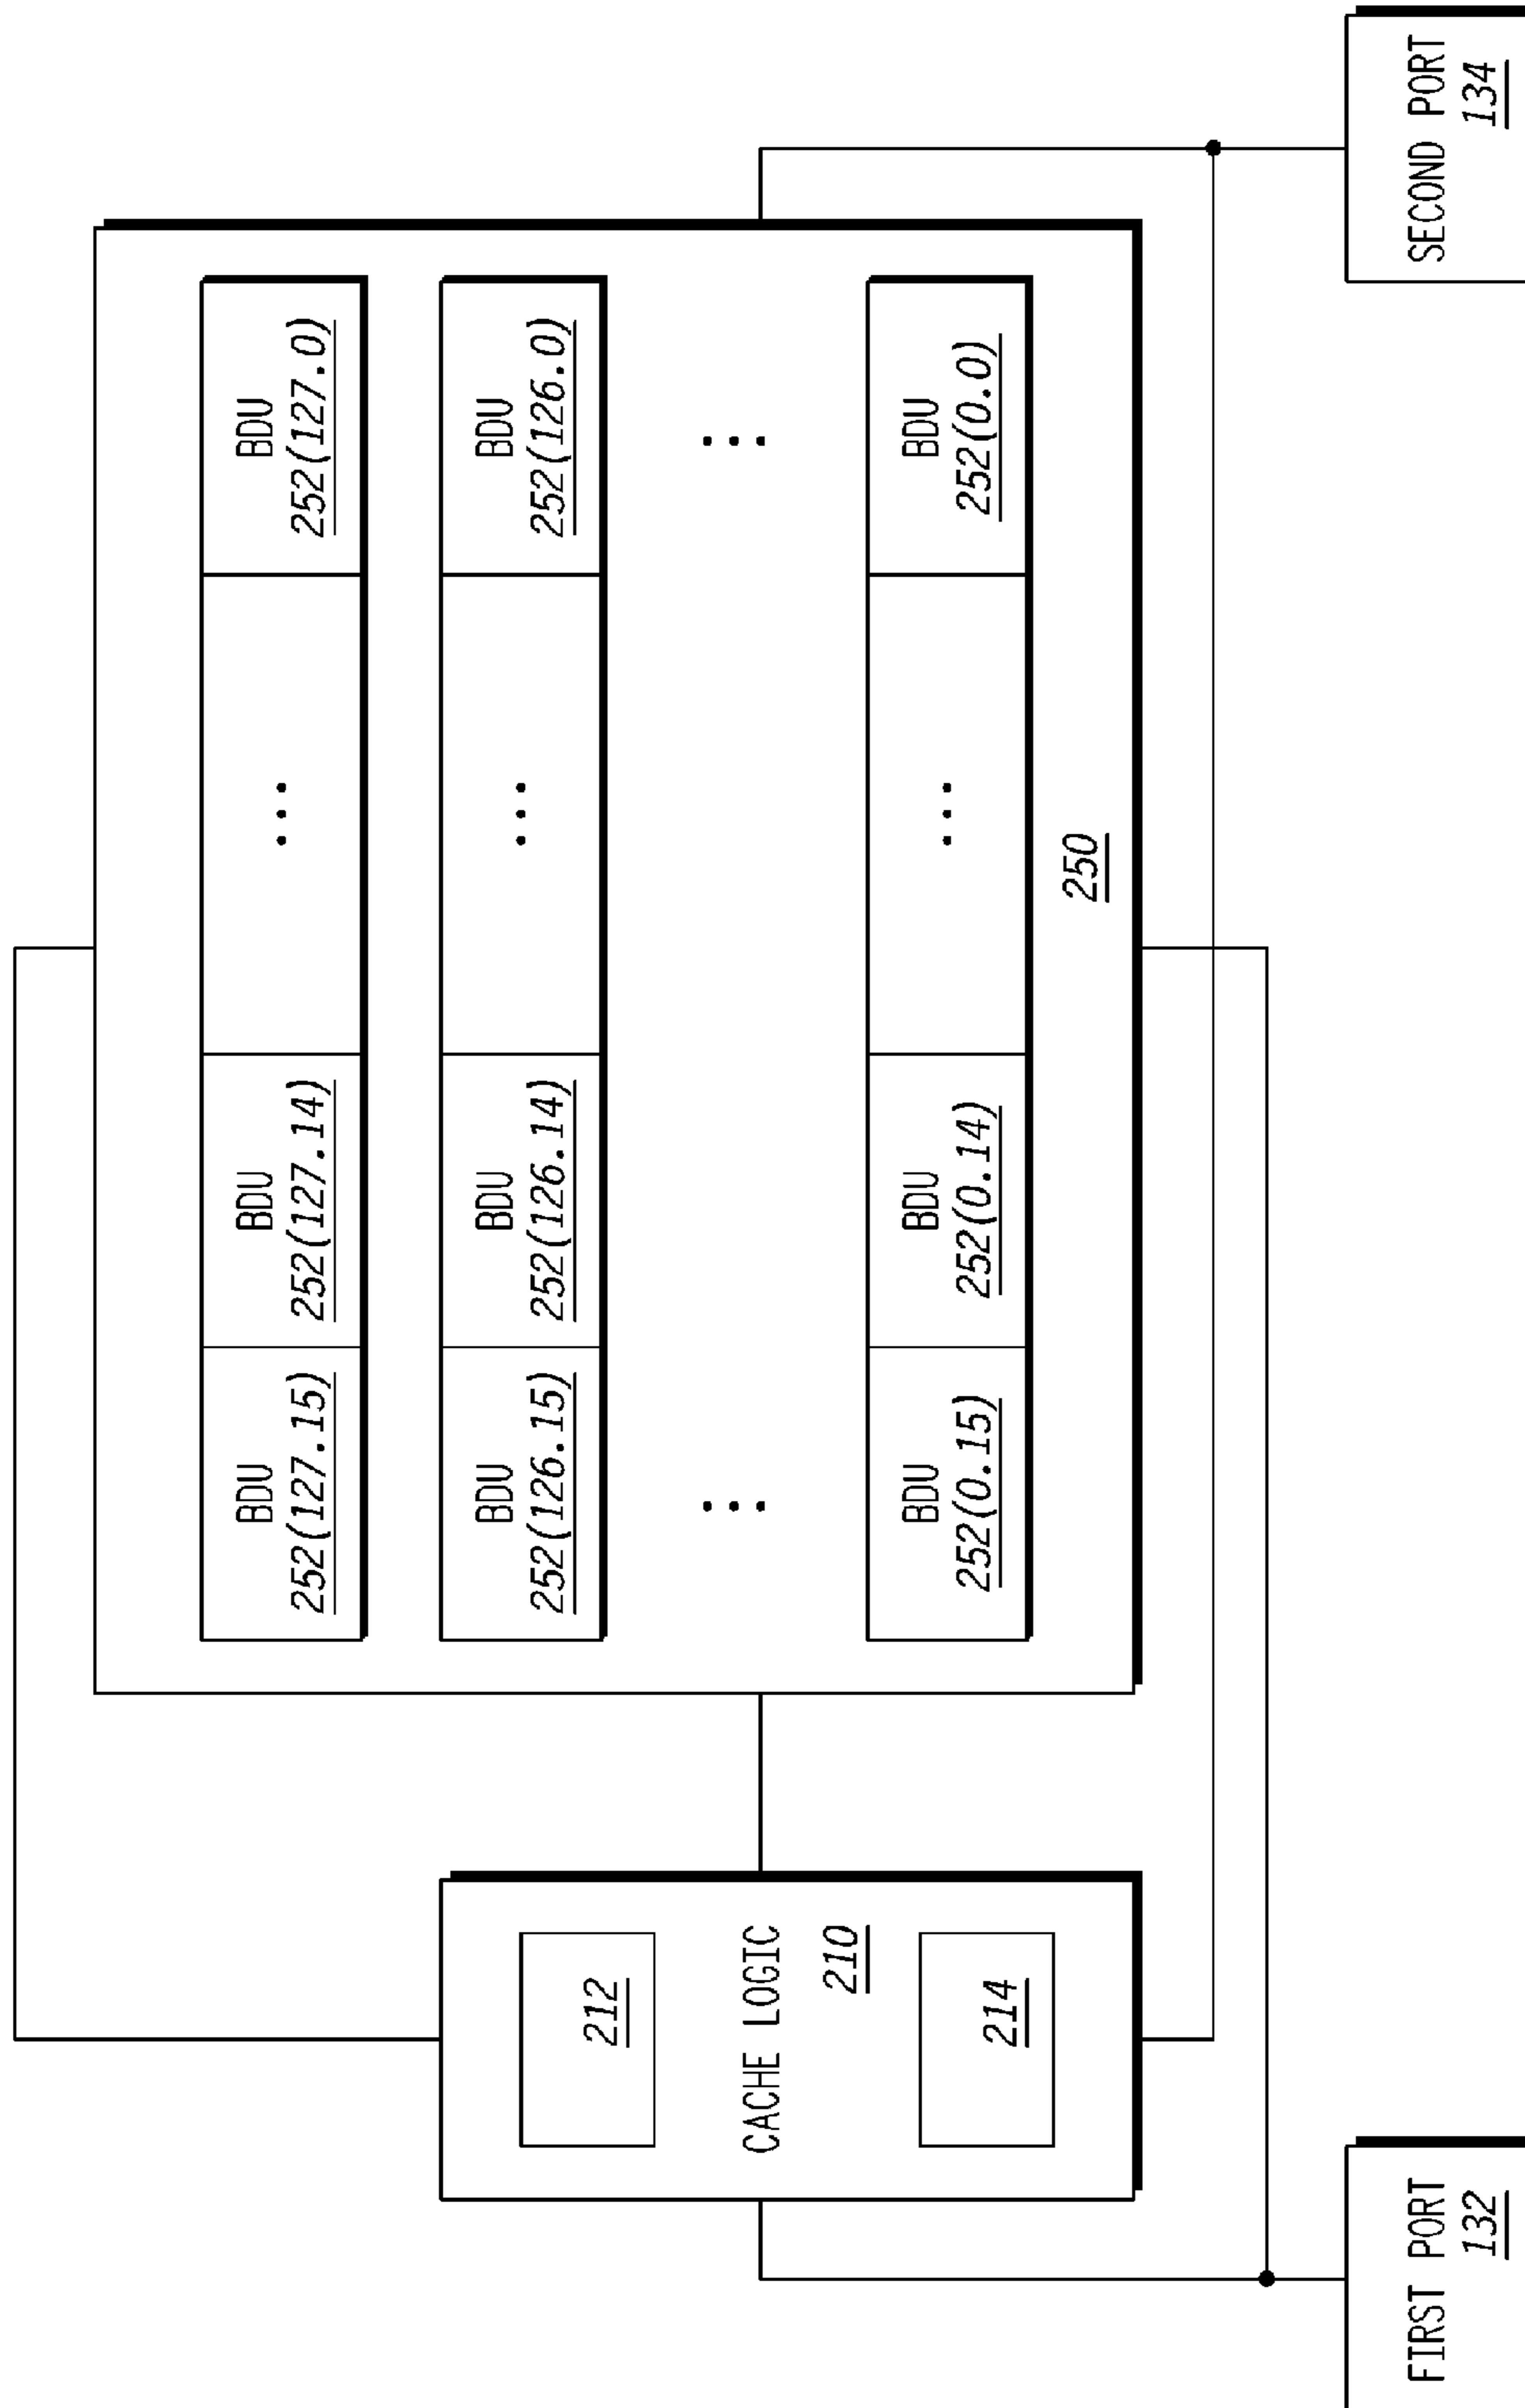 BDU
252(127.15)
BDU
252(127.14)
...
BDU
252(127.0)
BDU
252(126.15)
BDU
252(126.14)
...
BDU
252(126.0)
...
...
BDU
252(0.15)
BDU
252(0.14)
...
BDU
252(0.0)
250
212
CACHE LOGIC
210
214
FIRST PORT
132
SECOND PORT
134